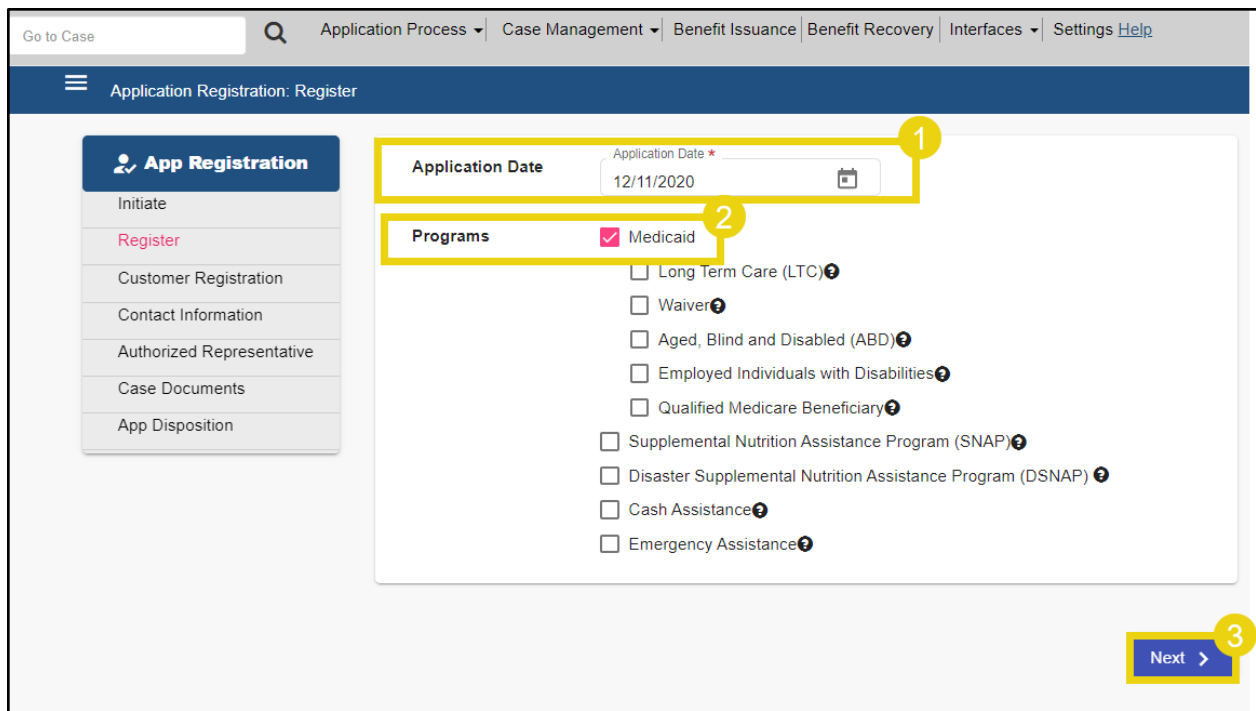 Go to Case Application Process Case Management Benefit Issuance Benefit Recovery Interfaces Settings Help
Application Registration: Register
App Registration
Initiate
Register
Customer Registration
Contact Information
Authorized Representative
Case Documents
App Disposition
1
Application Date *
Application Date 12/11/2020
2
Programs Medicaid
Long Term Care (LTC)?
Waiver?
Aged, Blind and Disabled (ABD)?
Employed Individuals with Disabilities?
Qualified Medicare Beneficiary?
Supplemental Nutrition Assistance Program (SNAP)?
Disaster Supplemental Nutrition Assistance Program (DSNAP) ?
Cash Assistance?
Emergency Assistance?
3
Next >